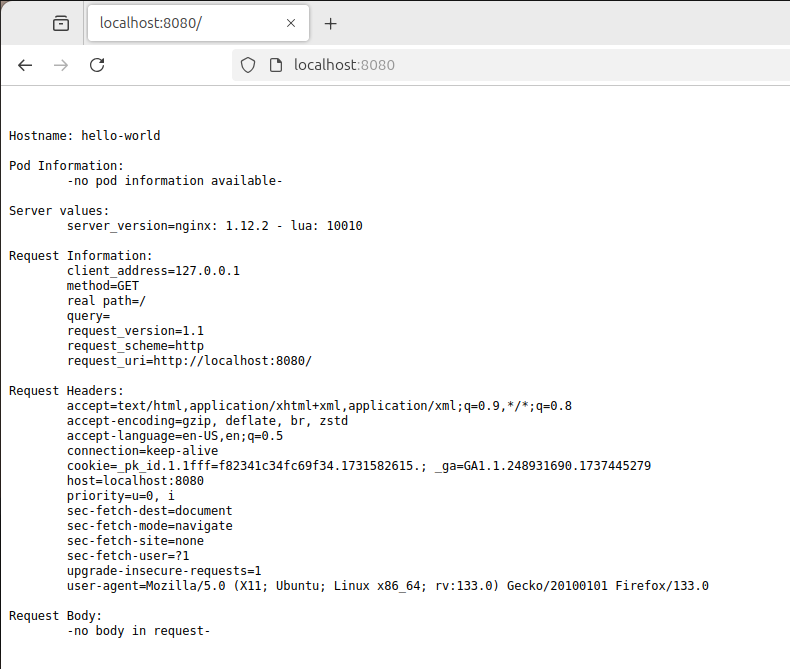 localhost:8080/
localhost:8080
Hostname: hello-world
Pod Information:
-no pod information available-
Server values:
server_version=nginx: 1.12.2 - lua: 10010
Request Information:
client_address=127.0.0.1
method=GET
real path=/
query=
request_version=1.1
request_scheme=http
request_uri=http://localhost:8080/
Request Headers:
accept=text/html,application/xhtml+xml,application/xml;q=0.9,*/*;q=0.8
accept-encoding=gzip, deflate, br, zstd
accept-language=en-US,en;q=0.5
connection=keep-alive
cookie=_pk_id.1.1fff=f82341c34fc69f34.1731582615.; _ga=GA1.1.248931690.1737445279
host=localhost:8080
priority=u=0, i
sec-fetch-dest=document
sec-fetch-mode=navigate
sec-fetch-site=none
sec-fetch-user=?1
upgrade-insecure-requests=1
user-agent=Mozilla/5.0 (X11; Ubuntu; Linux x86_64; rv:133.0) Gecko/20100101 Firefox/133.0
Request Body:
-no body in request-